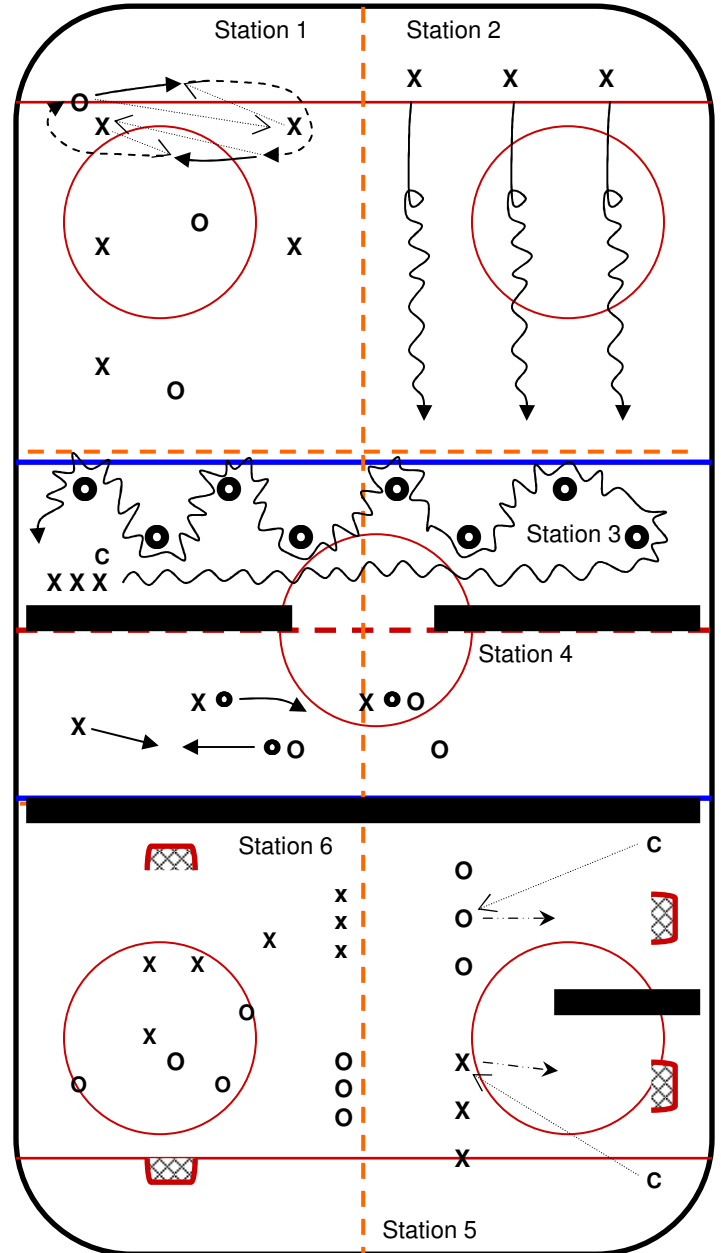 Station 1
Station 2
X X X
O
X X
O
X X
X
O
Station 3
C
X X X
Station 4
X X O
X
O O
Station 6
C
O
x
x O
X x
X X O
O
X
O O X
O O O
X
O
X
C
Station 5